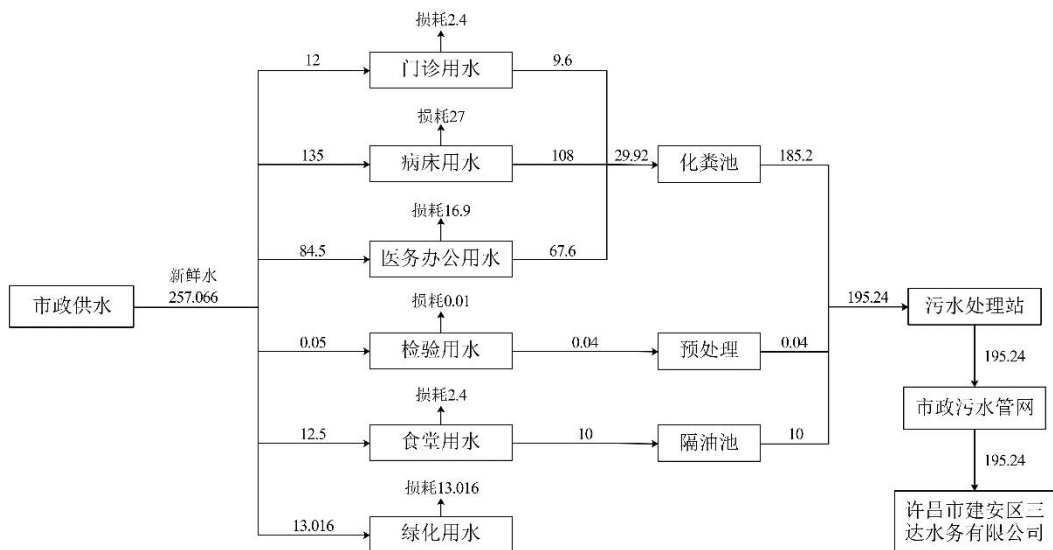 损耗2.4
12
门诊用水
9.6
损耗27
135
病床用水
108
29.92
化粪池
185.2
损耗16.9
84.5
医务办公用水
67.6
市政供水
新鲜水
257.066
损耗0.01
0.05
检验用水
0.04
预处理
0.04
195.24
污水处理站
195.24
市政污水管网
损耗2.4
12.5
食堂用水
10
隔油池
10
195.24
损耗13.016
13.016
绿化用水
许昌市建安区三
达水务有限公司